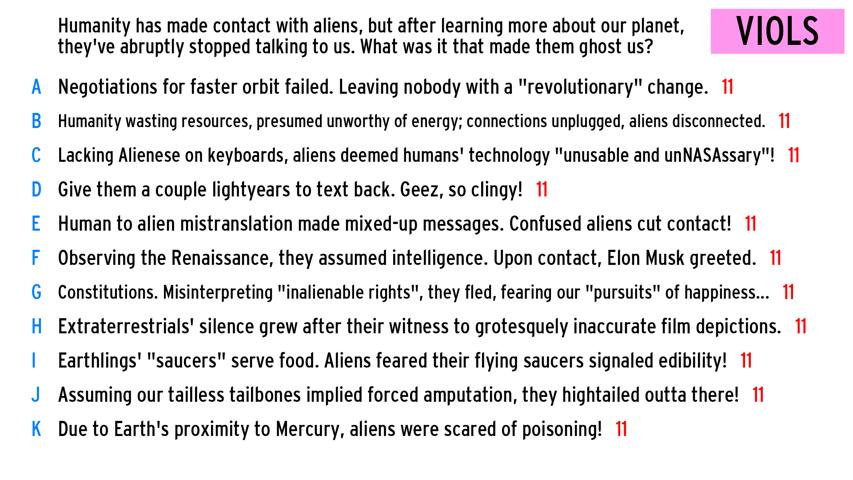 Humanity has made contact with aliens, but after learning more about our planet,
they've abruptly stopped talking to us. What was it that made them ghost us?
VIOLS
A Negotiations for faster orbit failed. Leaving nobody with a "revolutionary" change. 11
B Humanity wasting resources, presumed unworthy of energy; connections unplugged, aliens disconnected. 11
C Lacking Alienese on keyboards, aliens deemed humans' technology "unusable and unNASAssary"! 11
D Give them a couple lightyears to text back. Geez, so clingy! 11
E Human to alien mistranslation made mixed-up messages. Confused aliens cut contact! 11
F Observing the Renaissance, they assumed intelligence. Upon contact, Elon Musk greeted. 11
G Constitutions. Misinterpreting "inalienable rights", they fled, fearing our "pursuits" of happiness... 11
H Extraterrestrials' silence grew after their witness to grotesquely inaccurate film depictions. 11
I Earthlings' "saucers" serve food. Aliens feared their flying saucers signaled edibility! 11
J Assuming our tailless tailbones implied forced amputation, they hightailed outta there! 11
K Due to Earth's proximity to Mercury, aliens were scared of poisoning! 11